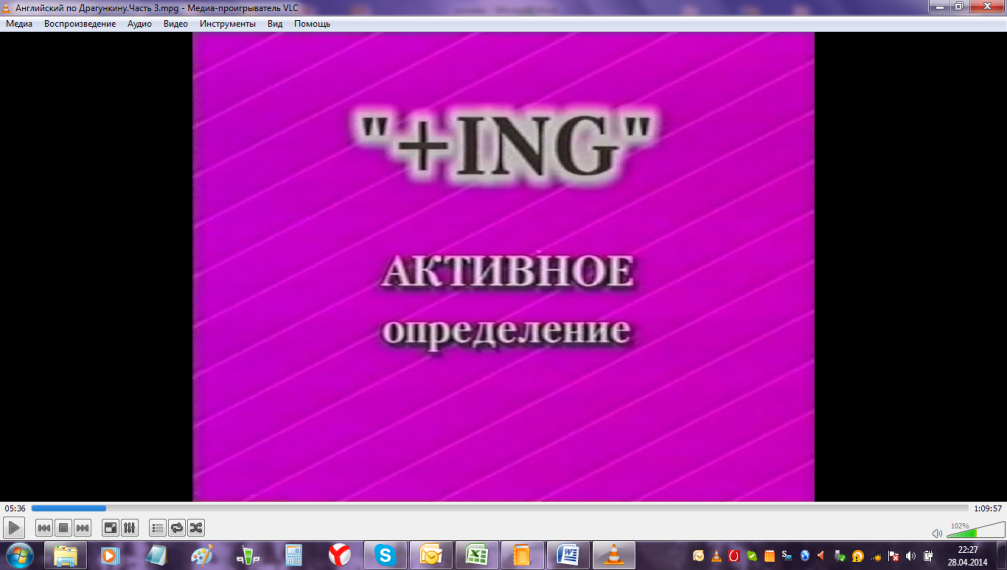 Английский по Драгункину.Часть 3.mpg - Медиа-проигрыватель VLC
Медиа Воспроизведение Аудио Видео Инструменты Вид Помощь
"+ING"
АКТИВНОЕ
определение
05:36 1:09:57
102%
22:27
28.04.2014